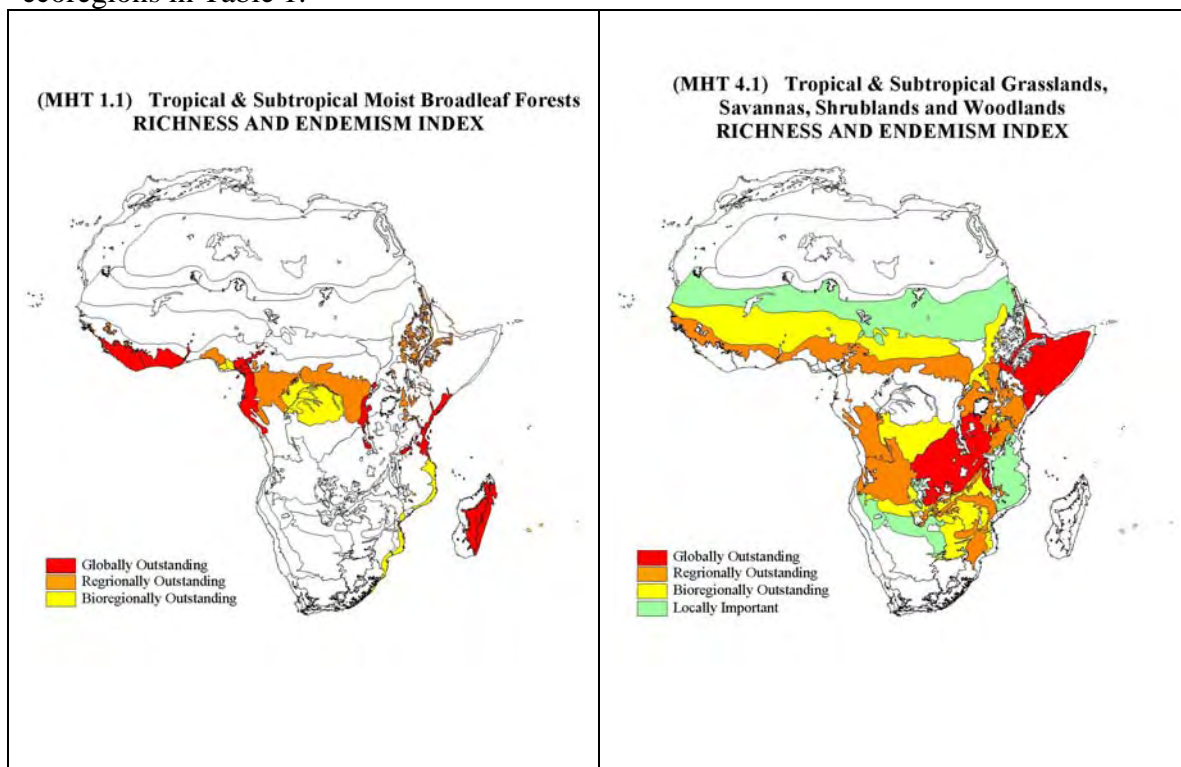 ecoregions in Table 1.
(MHT 1.1) Tropical & Subtropical Moist Broadleaf Forests
RICHNESS AND ENDEMISM INDEX
Globally Outstanding
Regrionally Outstanding
Bioregionally Outstanding
(MHT 4.1) Tropical & Subtropical Grasslands,
Savannas, Shrublands and Woodlands
RICHNESS AND ENDEMISM INDEX
Globally Outstanding
Regrionally Outstanding
Bioregionally Outstanding
Locally Important